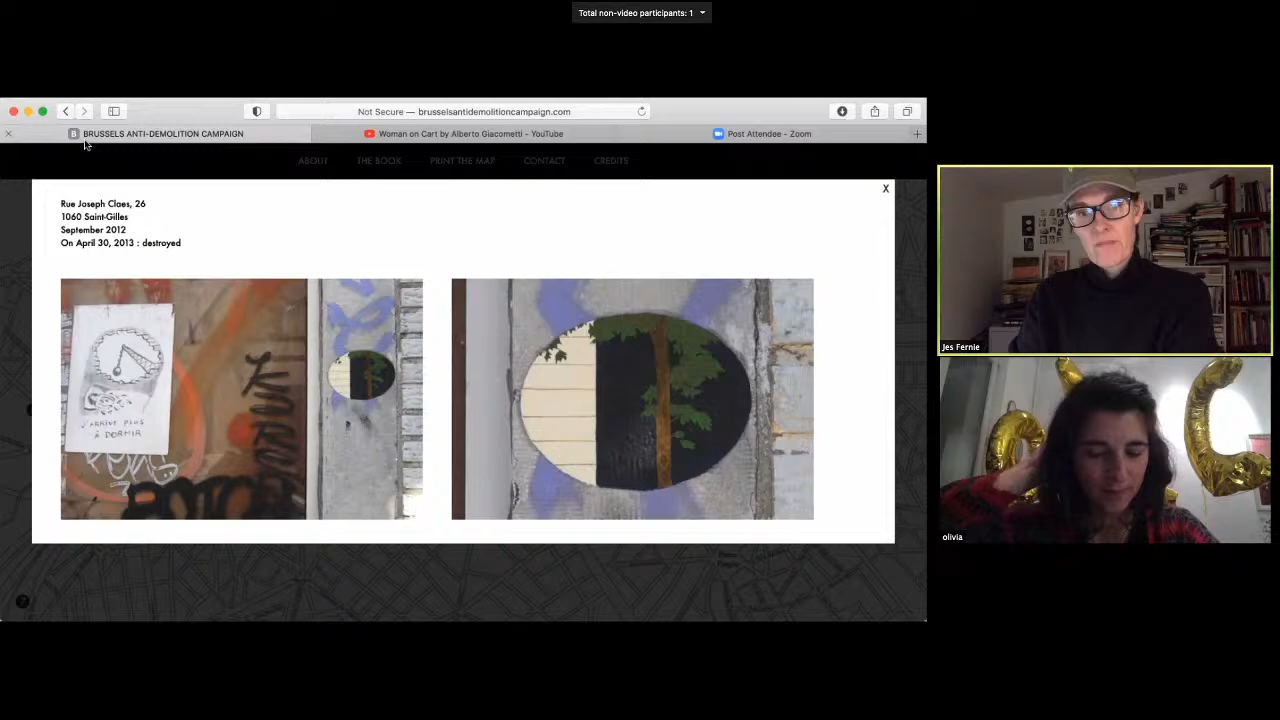 Total non-video participants: 1
Not Secure — brusselsantidemolitioncampaign.com
B BRUSSELS ANTI-DEMOLITION CAMPAIGN
Woman on Cart by Alberto Giacometti - YouTube
Post Attendee - Zoom
ABOUT THE BOOK PRINT THE MAP CONTACT CREDITS
X
Rue Joseph Claes, 26
1060 Saint-Gilles
September 2012
On April 30, 2013 : destroyed
J'ARRIVE PLUS
À DORMIR
?
Jes Fernie
olivia